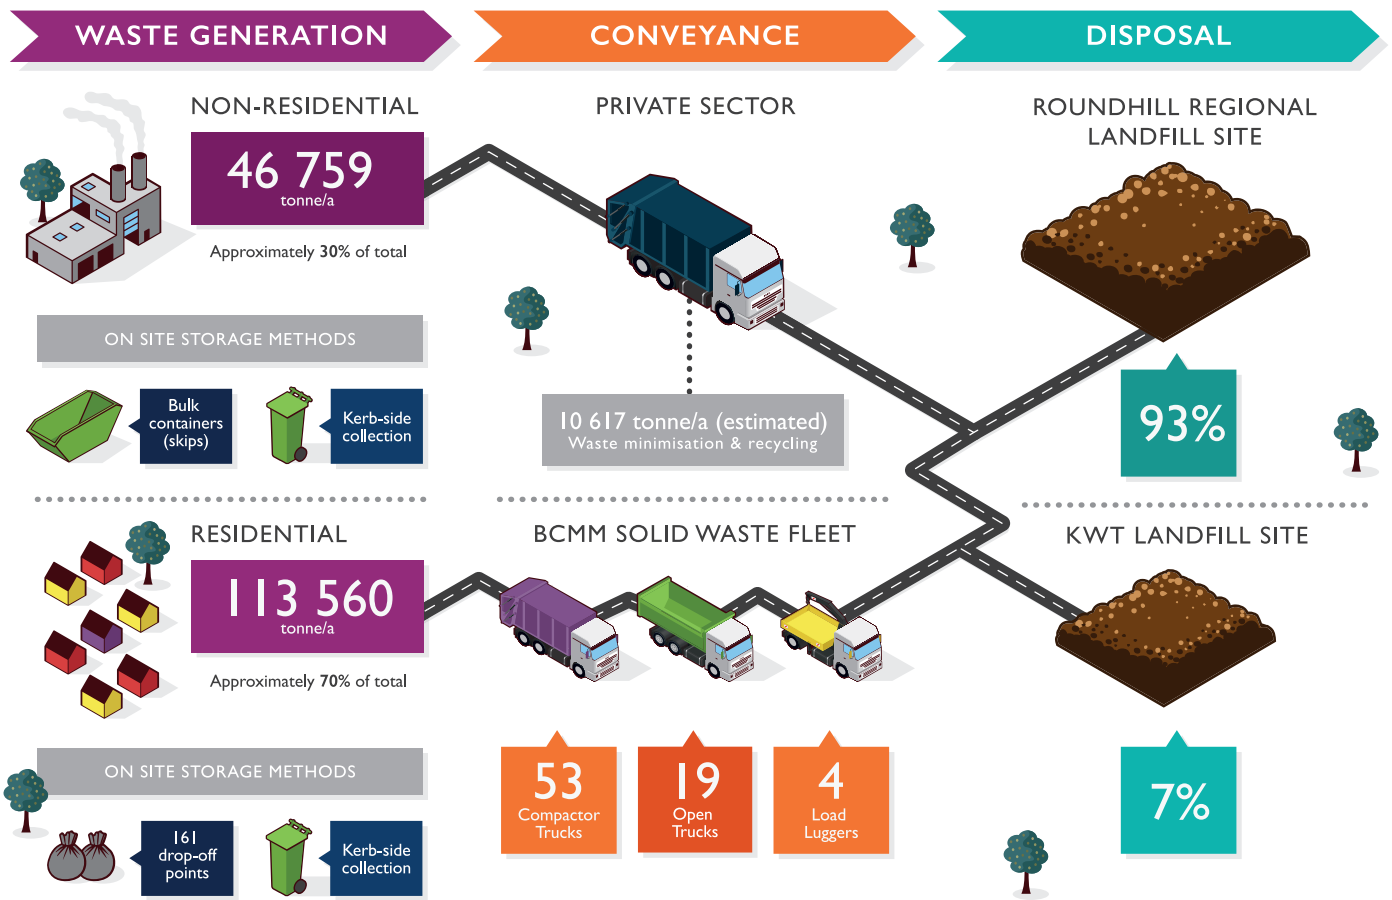 WASTE GENERATION
CONVEYANCE
DISPOSAL
NON-RESIDENTIAL
46 759
tonne/a
Approximately 30% of total
ON SITE STORAGE METHODS
Bulk
containers
(skips)
Kerb-side
collection
PRIVATE SECTOR
10 617 tonne/a (estimated)
Waste minimisation & recycling
ROUNDHILL REGIONAL
LANDFILL SITE
93%
RESIDENTIAL
113 560
tonne/a
Approximately 70% of total
ON SITE STORAGE METHODS
161
drop-off
points
Kerb-side
collection
BCMM SOLID WASTE FLEET
53
Compactor
Trucks
19
Open
Trucks
4
Load
Luggers
KWT LANDFILL SITE
7%